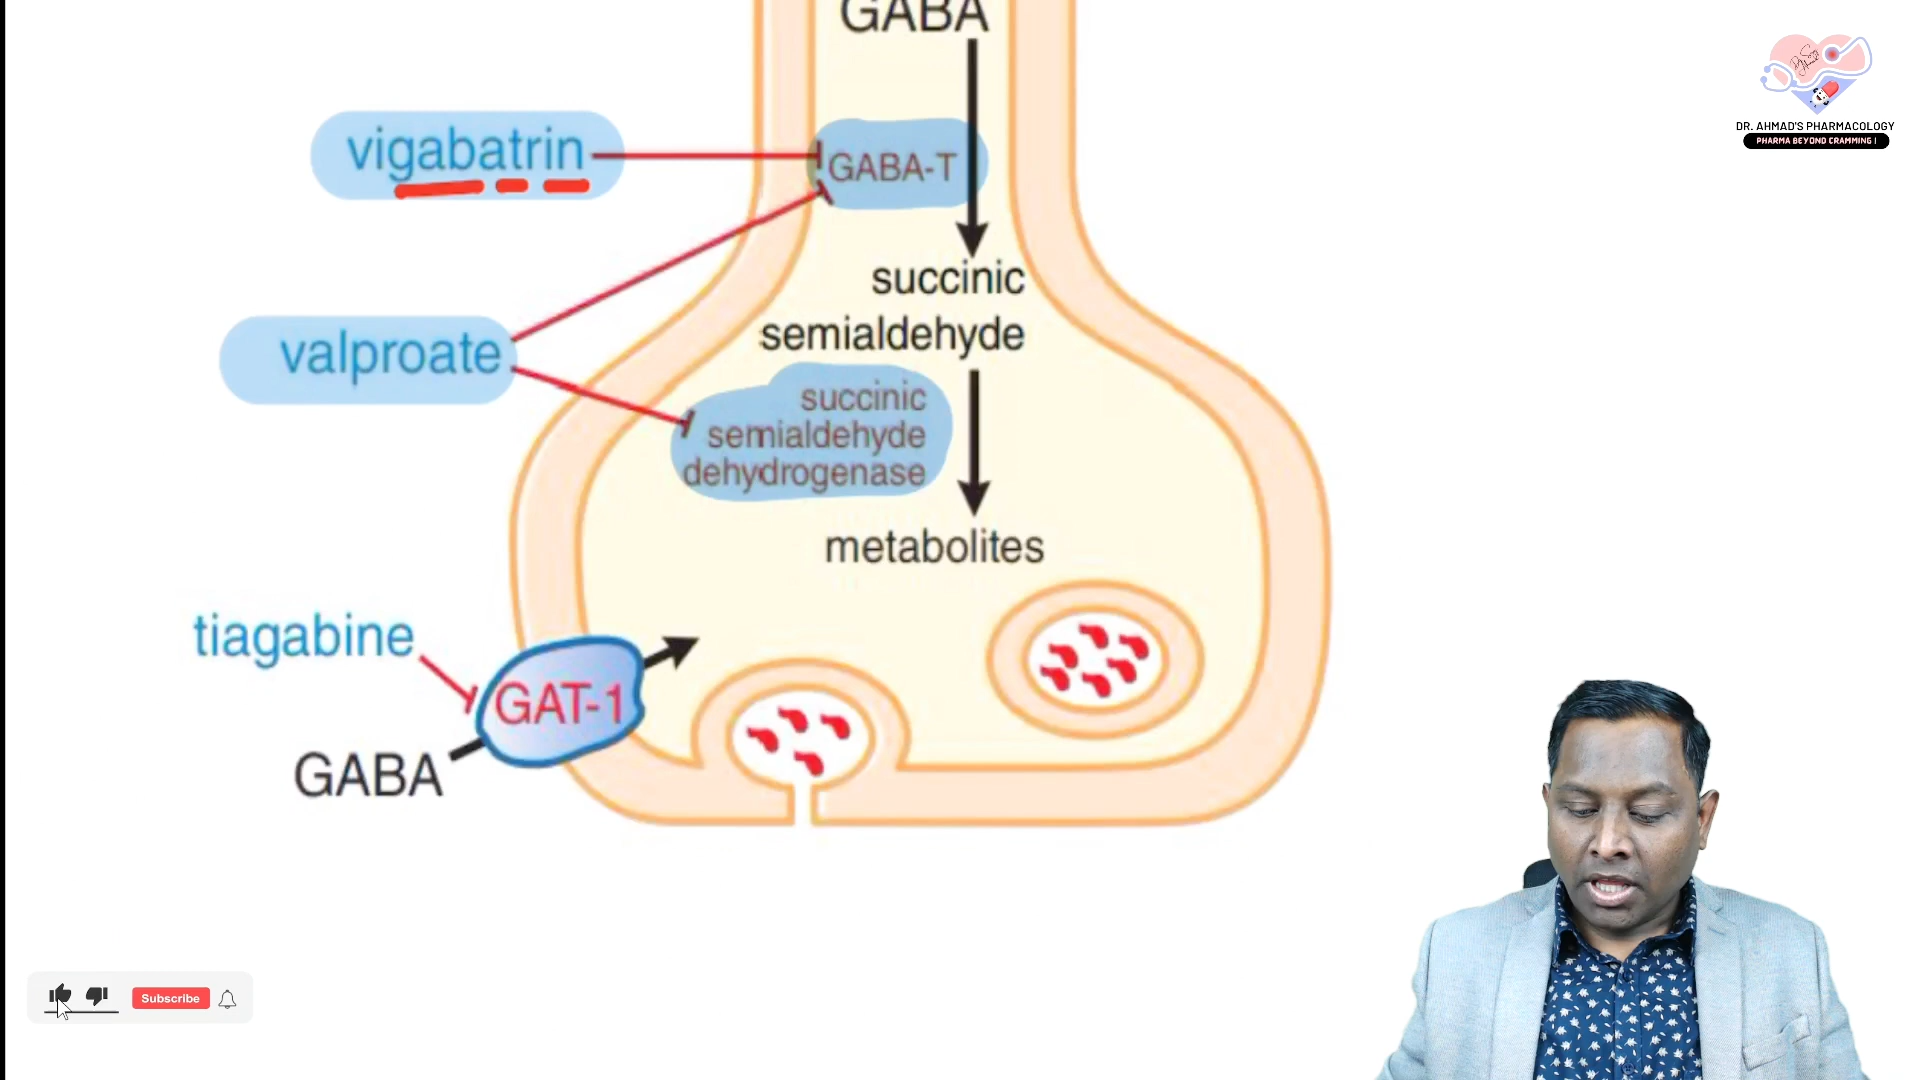 GABA
DR. AHMAD'S PHARMACOLOGY
PHARMA BEYOND CRAMMING !
vigabatrin
GABA-T
succinic
semialdehyde
valproate
succinic
semialdehyde
dehydrogenase
metabolites
tiagabine
GAT-1
GABA
Subscribe